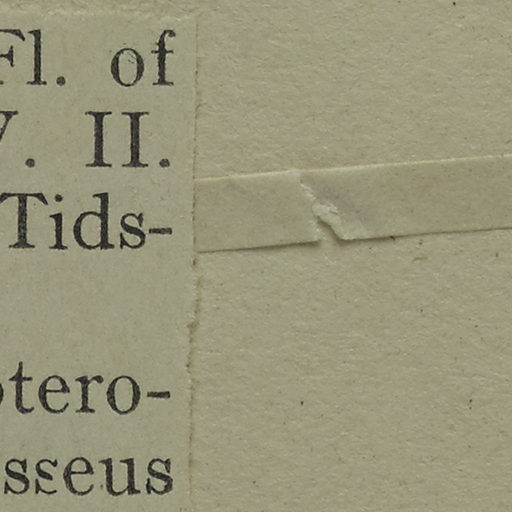 Fl. of
V. II.
Tids-
ptero-
sseus